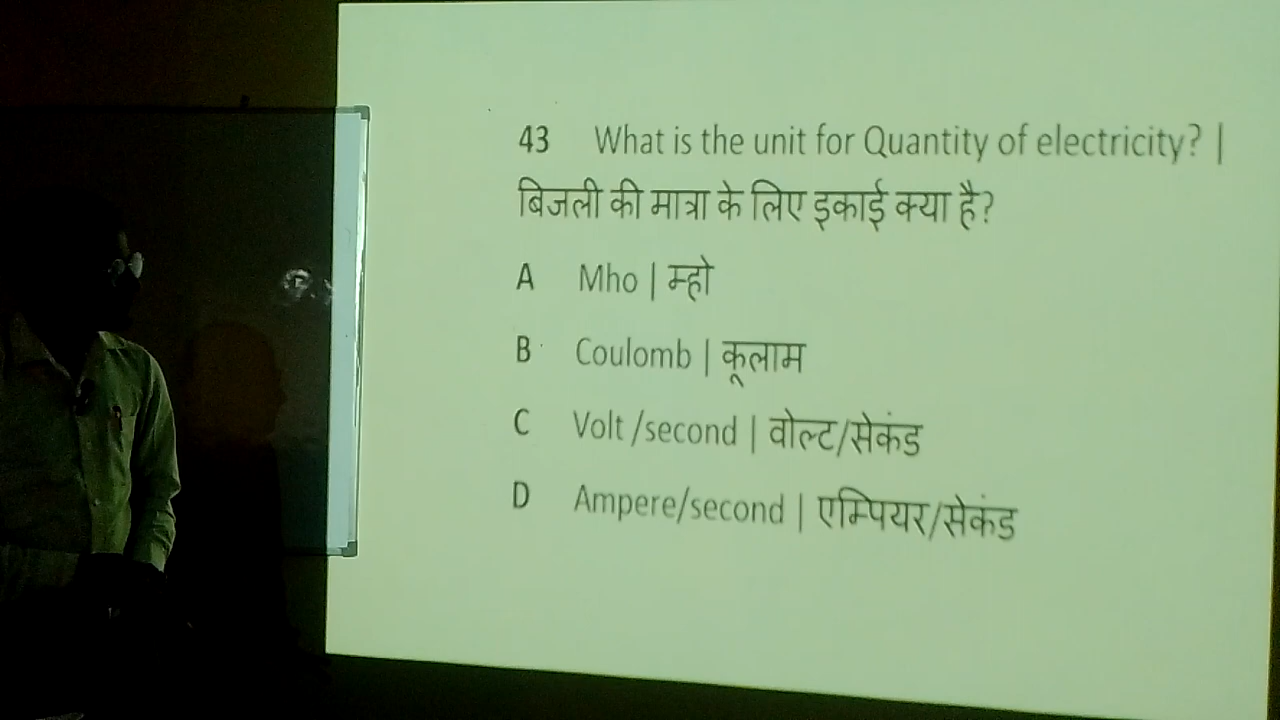 43 What is the unit for Quantity of electricity? |
बिजली की मात्रा के लिए इकाई क्या है?
A Mho | म्हो
B Coulomb | कूलाम
C Volt /second | वोल्ट/सेकंड
D Ampere/second | एम्पियर/सेकंड